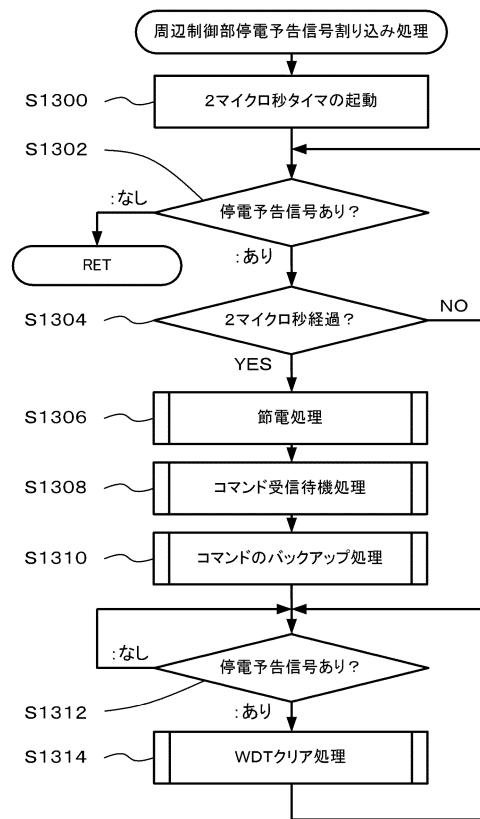 周辺制御部停電予告信号割り込み処理
S1300
2マイクロ秒タイマの起動
S1302
停電予告信号あり?
:なし
RET
:あり
S1304
2マイクロ秒経過?
NO
YES
S1306
節電処理
S1308
コマンド受信待機処理
S1310
コマンドのバックアップ処理
:なし
停電予告信号あり?
S1312
:あり
S1314
WDTクリア処理